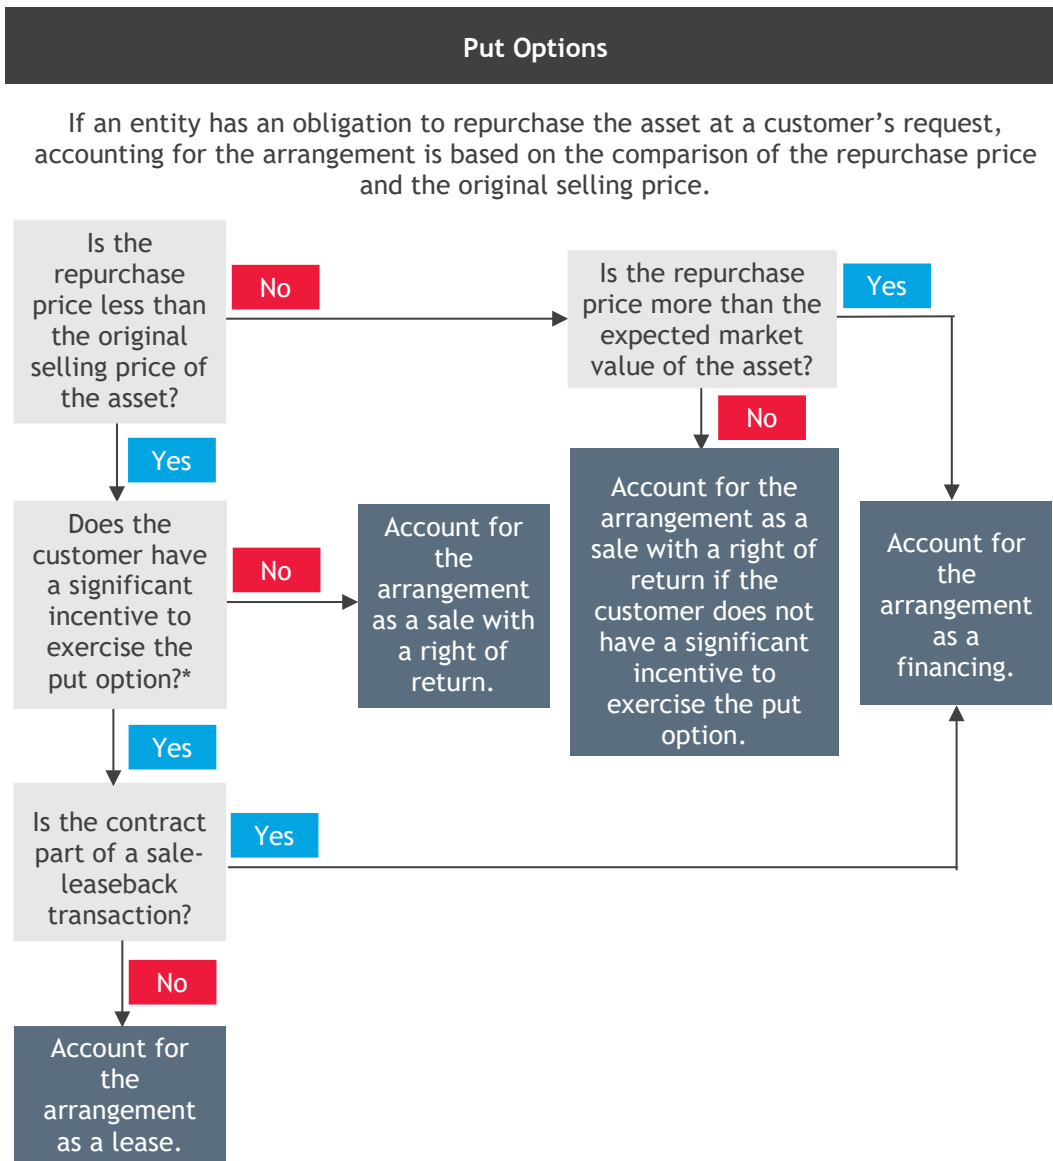 Put Options
If an entity has an obligation to repurchase the asset at a customer’s request,
accounting for the arrangement is based on the comparison of the repurchase price
and the original selling price.
Is the
repurchase
price less than
the original
selling price of
the asset?
No
Is the repurchase
price more than the
expected market
value of the asset?
Yes
No
Yes
Does the
customer have
a significant
incentive to
exercise the
put option?*
No
Account for
the
arrangement
as a sale with
a right of
return.
Account for the
arrangement as a
sale with a right of
return if the
customer does not
have a significant
incentive to
exercise the put
option.
Account for
the
arrangement
as a
financing.
Yes
Is the contract
part of a sale-
leaseback
transaction?
Yes
No
Account for
the
arrangement
as a lease.